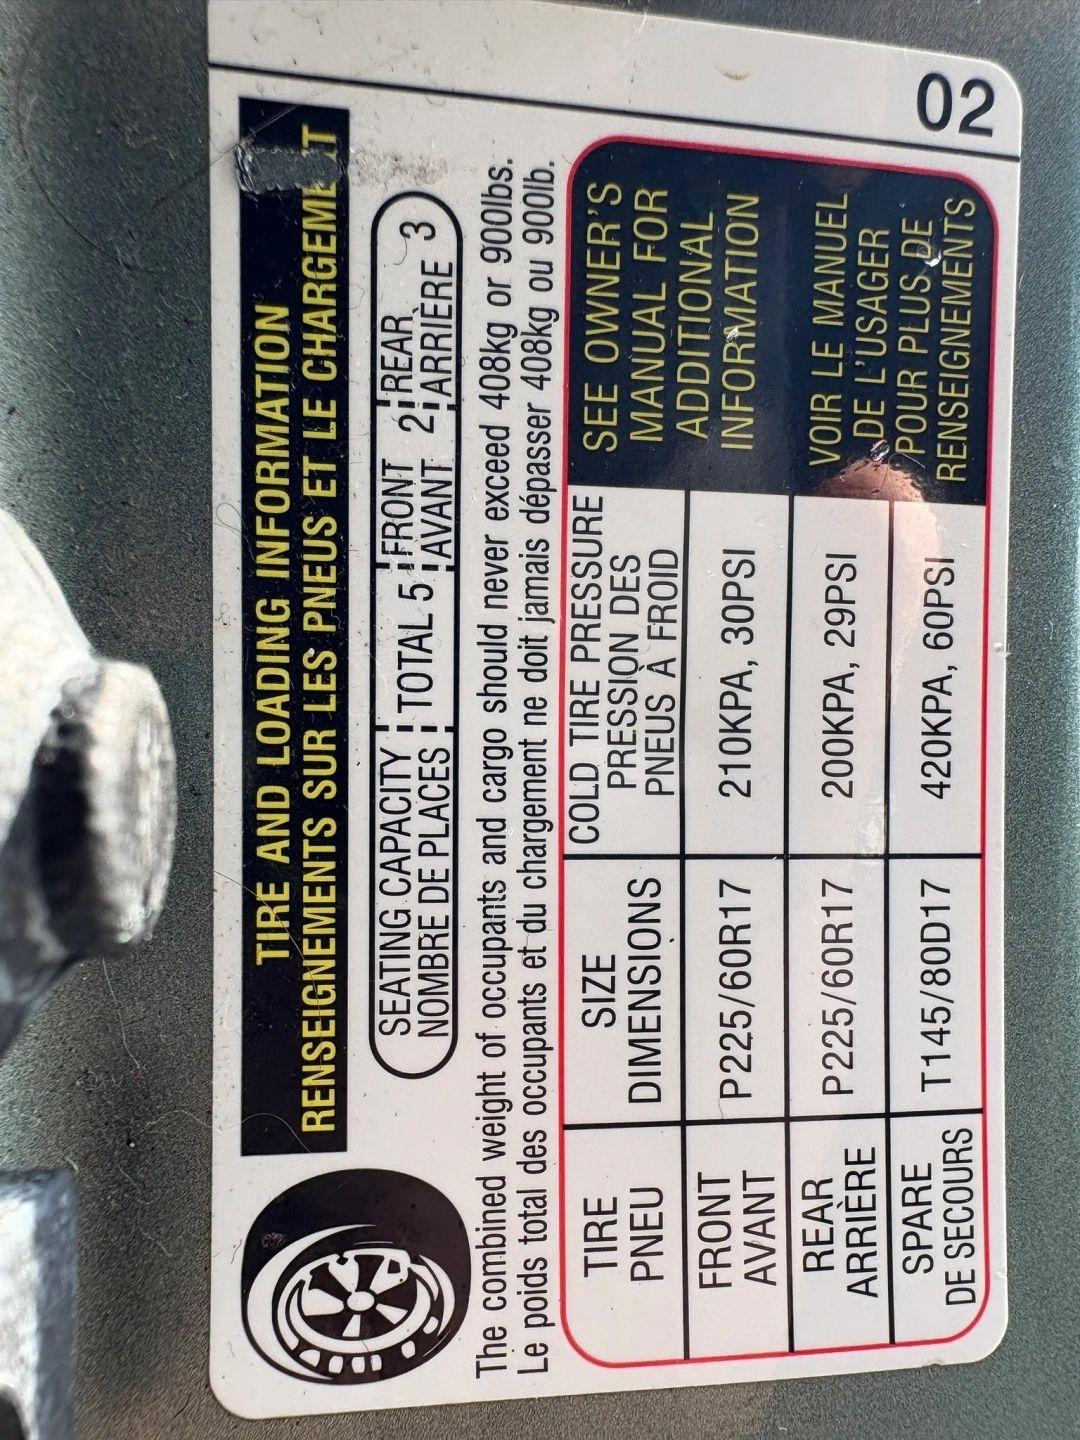 TIRE AND LOADING INFORMATION
RENSEIGNEMENTS SUR LES PNEUS ET LE
SEATING CAPACITY TOTAL 5 FRONT 2 REAR 3
NOMBRE DE PLACES AVANT ARRIÈRE
The combined weight of occupants and cargo should never exceed 408kg or 900lbs.
Le poids total des occupants et du chargement ne doit jamais dépasser 408kg ou 900lb.
TIRE
PNEU
SIZE
DIMENSIONS
COLD TIRE PRESSURE
PRESSION DES
PNEUS À FROID
FRONT
AVANT
P225/60R17
210KPA, 30PSI
REAR
ARRIÈRE
P225/60R17
200KPA, 29PSI
SPARE
DE SECOURS
T145/80D17
420KPA, 60PSI
SEE OWNER'S
MANUAL FOR
ADDITIONAL
INFORMATION
VOIR LE MANUEL
DE L'USAGER
POUR PLUS DE
RENSEIGNEMENTS
02